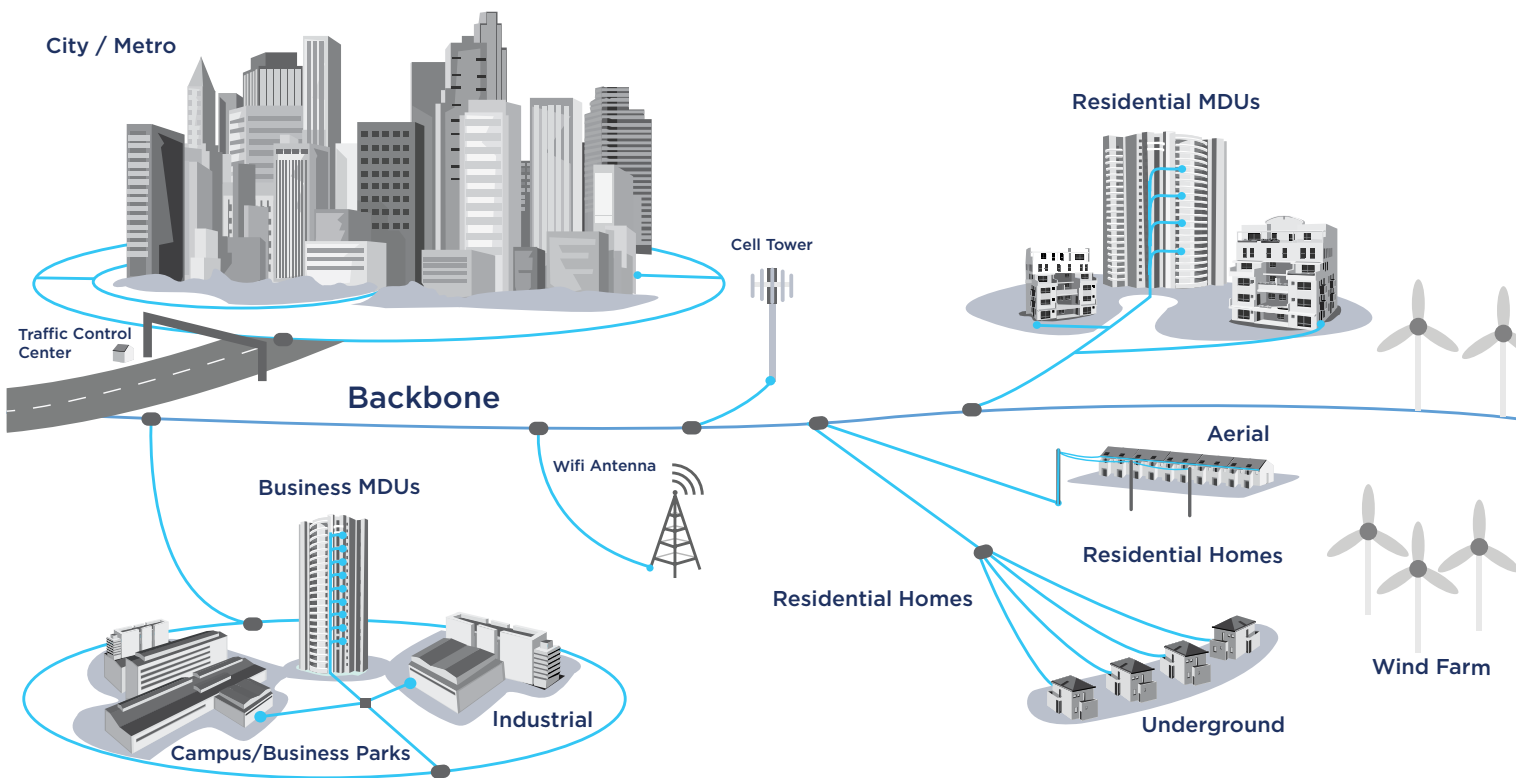 City / Metro
Residential MDUs
Cell Tower
Traffic Control
Center
Backbone
Aerial
Wifi Antenna
Business MDUs
Residential Homes
Residential Homes
Wind Farm
Industrial
Underground
Campus/Business Parks